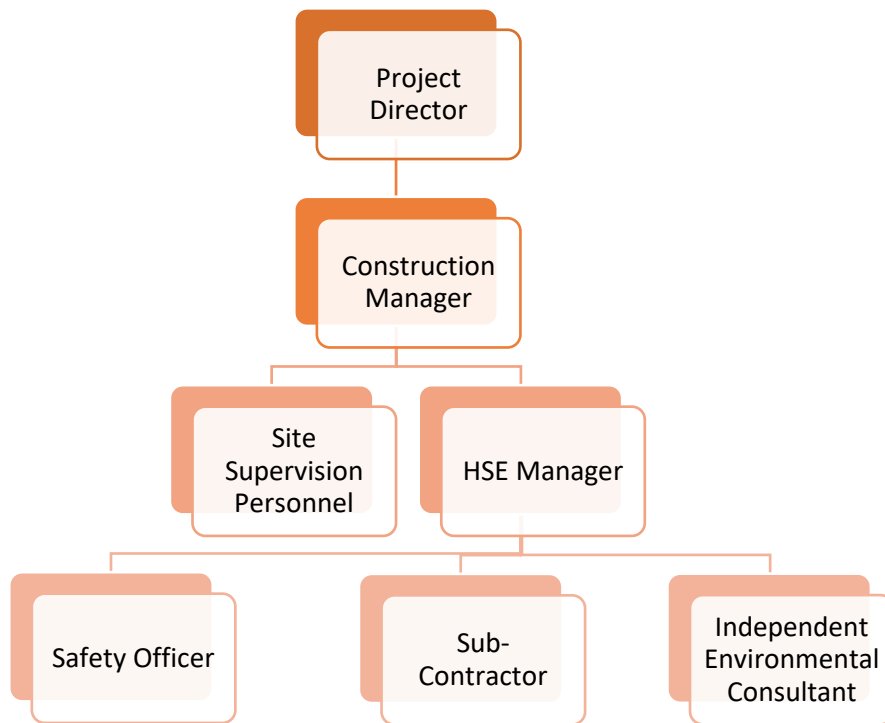 Project
Director
Construction
Manager
Site
Supervision
Personnel
HSE Manager
Safety Officer
Sub-
Contractor
Independent
Environmental
Consultant